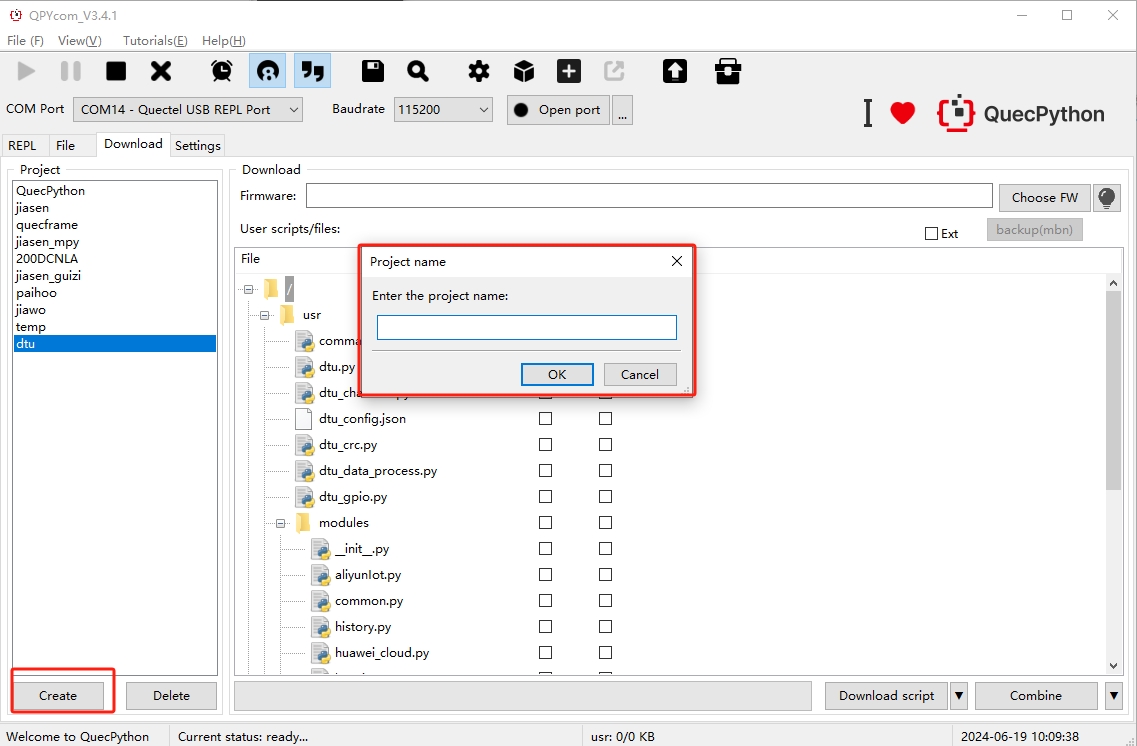 QPYcom_V3.4.1
File (F) View(V) Tutorials(E) Help(H)
COM Port COM14 - Quectel USB REPL Port Baudrate 115200 Open port ... QuecPython
REPL File Download Settings
Project
QuecPython
jiasen
quecframe
jiasen_mpy
200DCNLA
jiasen_guizi
paihoo
jiawo
temp
dtu
Create Delete
Download
Firmware: Choose FW
User scripts/files: Ext backup(mbn)
File
/
usr
dtu.py
dtu_config.json
dtu_crc.py
dtu_data_process.py
dtu_gpio.py
modules
__init__.py
aliyunIot.py
common.py
history.py
huawei_cloud.py
Project name
Enter the project name:
OK Cancel
Download script Combine
Welcome to QuecPython Current status: ready... usr: 0/0 KB 2024-06-19 10:09:38